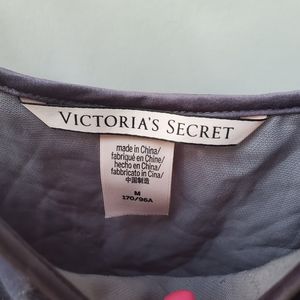 VICTORIA'S SECRET
made in China/
fabriqué en Chine/
hecho en China/
fabbricato in Cina/
中国制造
M
170/96A